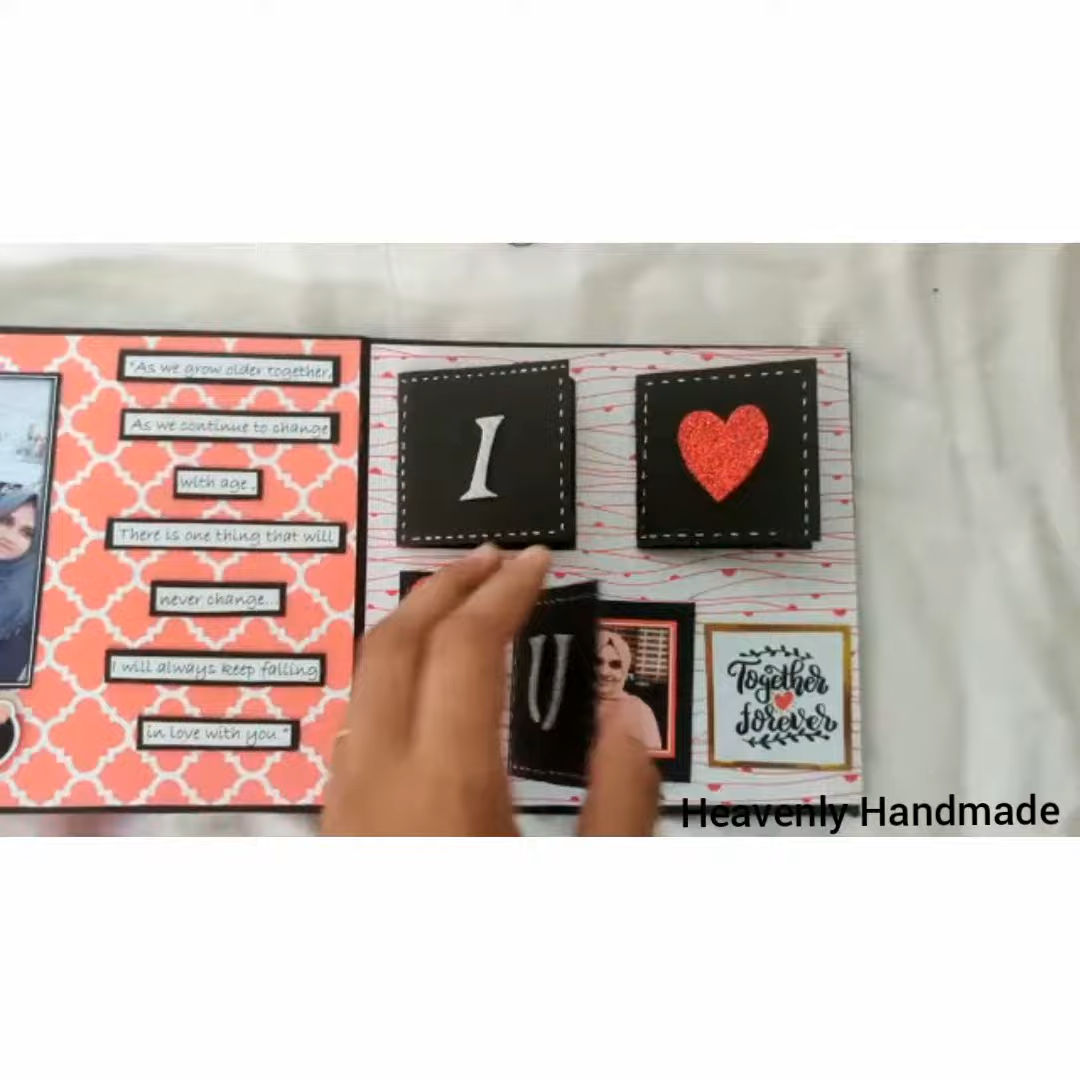 "As we grow older together,
As we continue to change
with age ,
There is one thing that will
never change...
I will always keep falling
in love with you."
I
U
Together
forever
Heavenly Handmade